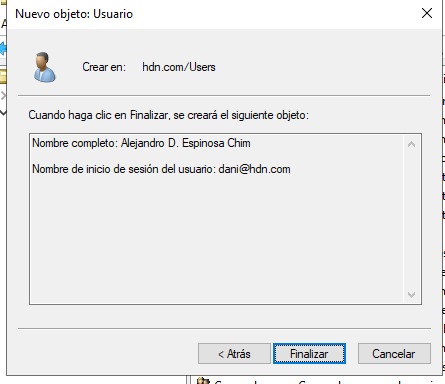 Nuevo objeto: Usuario
Crear en: hdn.com/Users
Cuando haga clic en Finalizar, se creará el siguiente objeto:
Nombre completo: Alejandro D. Espinosa Chim
Nombre de inicio de sesión del usuario: dani@hdn.com
< Atrás Finalizar Cancelar